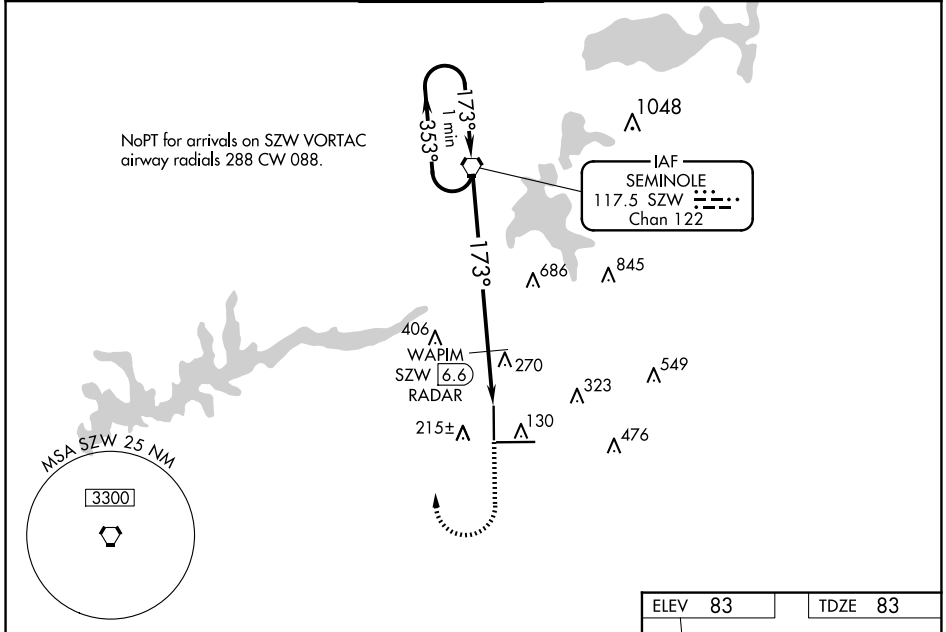 NoPT for arrivals on SZW VORTAC
airway radials 288 CW 088.
173°
1 min
353°
1048
IAF
SEMINOLE
117.5 SZW
Chan 122
173°
686
845
406
WAPIM
SZW 6.6
RADAR
270
323
549
215±
130
476
MSA SZW 25 NM
3300
ELEV 83
TDZE 83